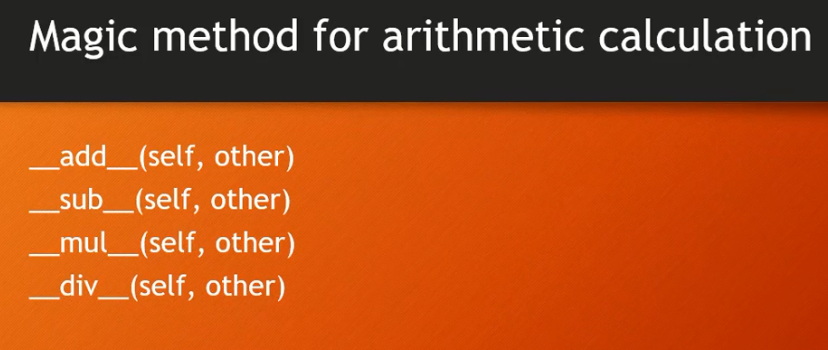 Magic method for arithmetic calculation
__add__(self, other)
__sub__(self, other)
__mul__(self, other)
__div__(self, other)